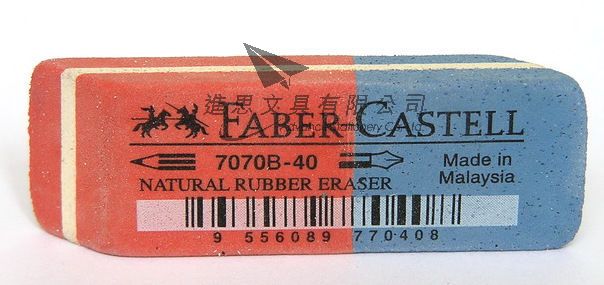 進思文具有限公司
FABER-CASTELL
7070B-40
Made in
Malaysia
NATURAL RUBBER ERASER
9 556089 770408